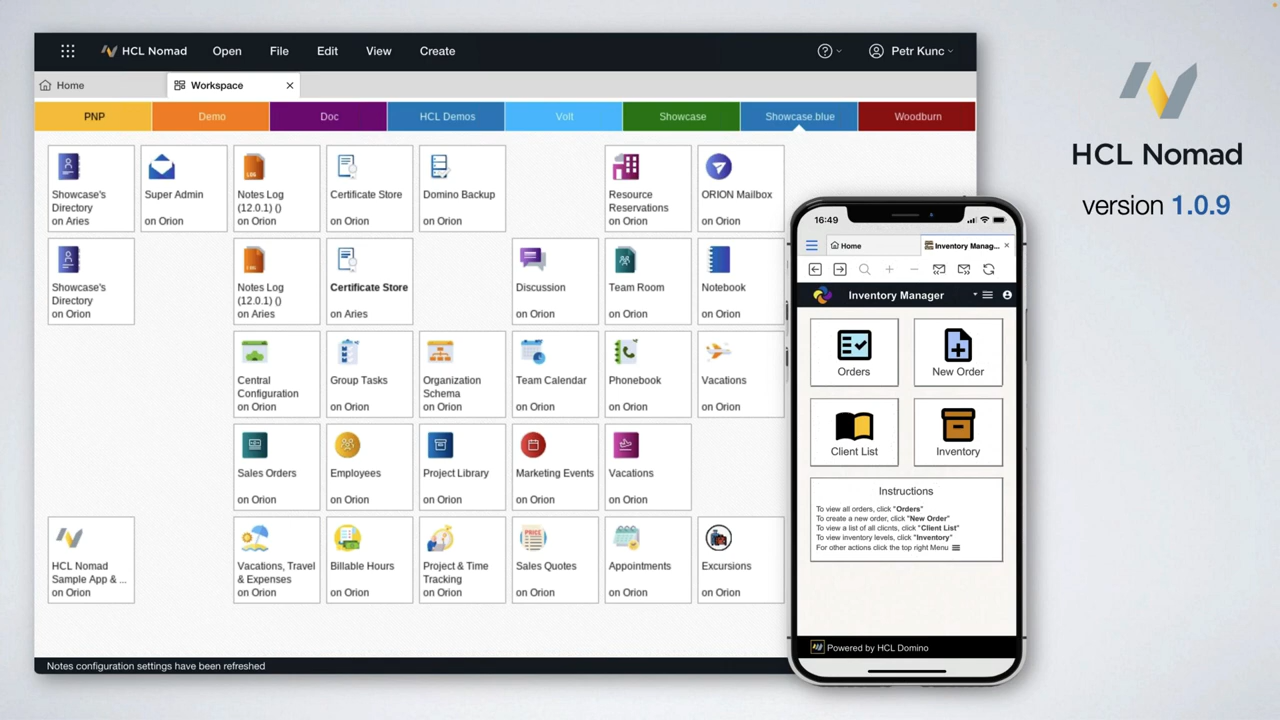 HCL Nomad
Open
File
Edit
View
Create
Petr Kunc
Home
Workspace
PNP
Demo
Doc
HCL Demos
Volt
Showcase
Showcase.blue
Woodburn
Showcase's
Directory
on Aries
Super Admin
on Orion
LOG
Notes Log
(12.0.1) ()
on Orion
Certificate Store
on Orion
Domino Backup
on Orion
Resource
Reservations
on Orion
ORION Mailbox
on Orion
Showcase's
Directory
on Orion
LOG
Notes Log
(12.0.1) ()
on Aries
Certificate Store
on Aries
Discussion
on Orion
Team Room
on Orion
Notebook
on Orion
Central
Configuration
on Orion
Group Tasks
on Orion
Organization
Schema
on Orion
Team Calendar
on Orion
Phonebook
on Orion
Vacations
on Orion
Sales Orders
on Orion
Employees
on Orion
Project Library
on Orion
Marketing Events
on Orion
Vacations
on Orion
HCL Nomad
Sample App & ...
on Orion
Vacations, Travel
& Expenses
on Orion
Billable Hours
on Orion
Project & Time
Tracking
on Orion
PRICE
Sales Quotes
on Orion
Appointments
on Orion
Excursions
on Orion
Notes configuration settings have been refreshed
16:49
Home
Inventory Manag...
Inventory Manager
Orders
New Order
Client List
Inventory
Instructions
To view all orders, click "Orders"
To create a new order, click "New Order"
To view a list of all clients, click "Client List"
To view inventory levels, click "Inventory"
For other actions click the top right Menu
Powered by HCL Domino
HCL Nomad
version 1.0.9